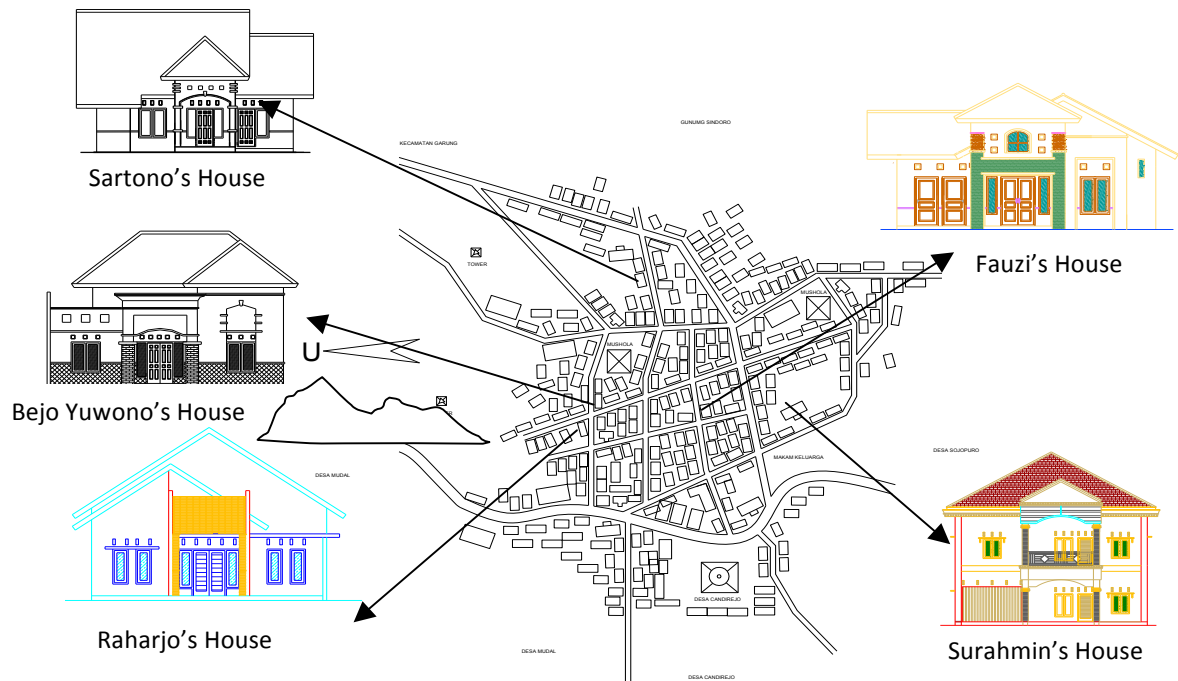 GUNUMG SINDORO
KECAMATAN GARUNG
Sartono's House
Fauzi's House
TOWER
MUSHOLA
U
MUSHOLA
Bejo Yuwono's House
DESA MUDAL
MAKAM KELUARGA
DESA SOJOPURO
DESA CANDIREJO
Raharjo's House
Surahmin's House
DESA MUDAL
DESA CANDIREJO